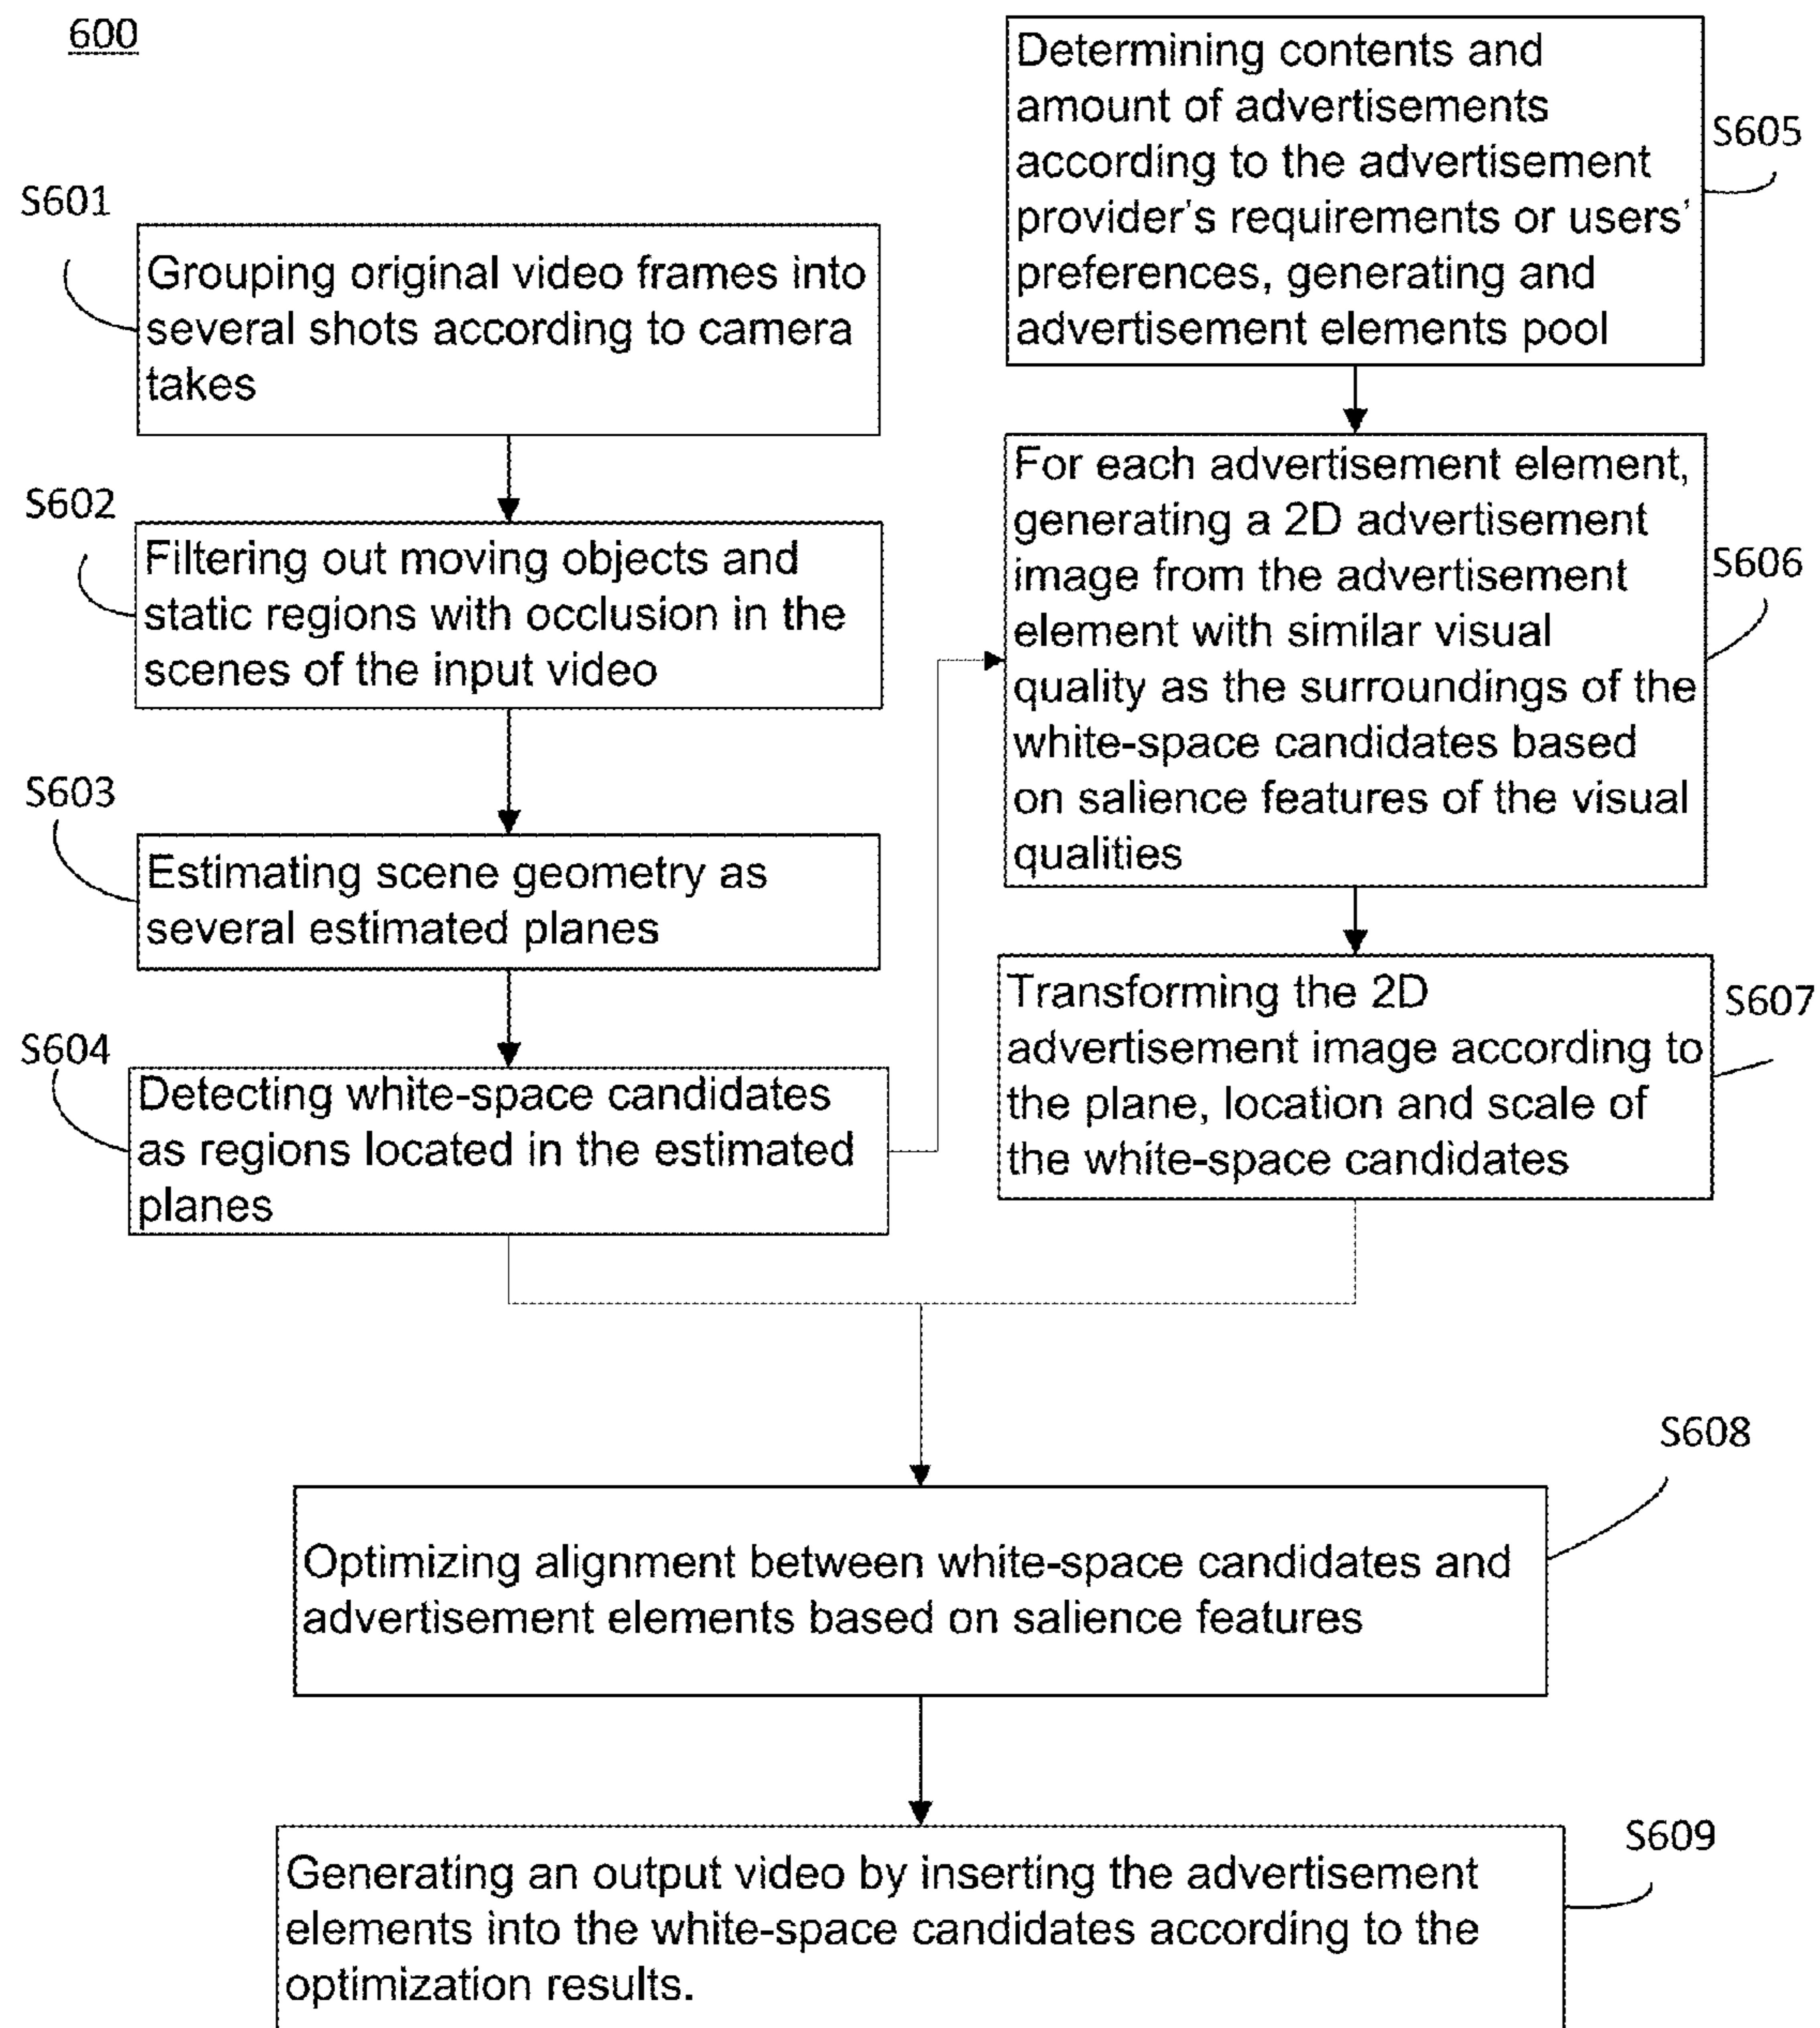 600
S601
Grouping original video frames into
several shots according to camera
takes
S602
Filtering out moving objects and
static regions with occlusion in the
scenes of the input video
S603
Estimating scene geometry as
several estimated planes
S604
Detecting white-space candidates
as regions located in the estimated
planes
Determining contents and
amount of advertisements
according to the advertisement
provider's requirements or users'
preferences, generating and
advertisement elements pool
S605
For each advertisement element,
generating a 2D advertisement
image from the advertisement
element with similar visual
quality as the surroundings of the
white-space candidates based
on salience features of the visual
qualities
S606
Transforming the 2D
advertisement image according to
the plane, location and scale of
the white-space candidates
S607
S608
Optimizing alignment between white-space candidates and
advertisement elements based on salience features
S609
Generating an output video by inserting the advertisement
elements into the white-space candidates according to the
optimization results.